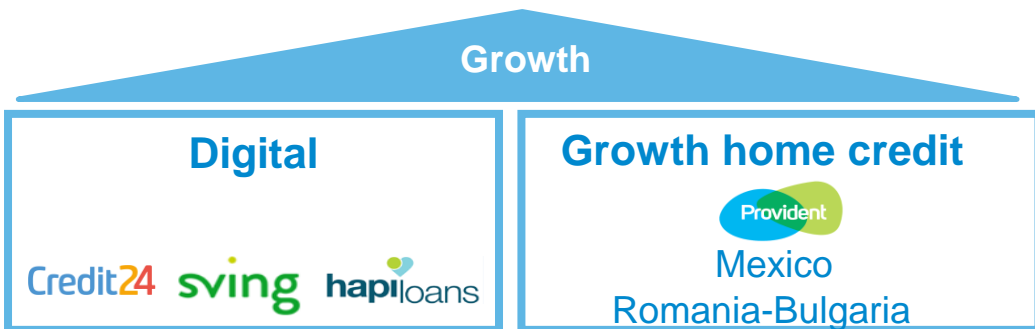 Growth
Digital
Credit24 sving hapiloans
Growth home credit
Provident
Mexico
Romania-Bulgaria